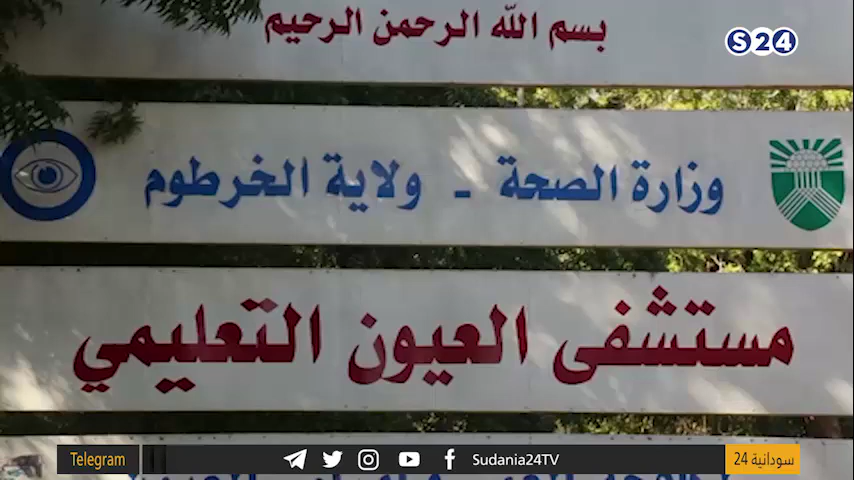 بسم الله الرحمن الرحيم
S24
وزارة الصحة - ولاية الخرطوم
مستشفى العيون التعليمي
Telegram
Sudania24TV
سودانية 24